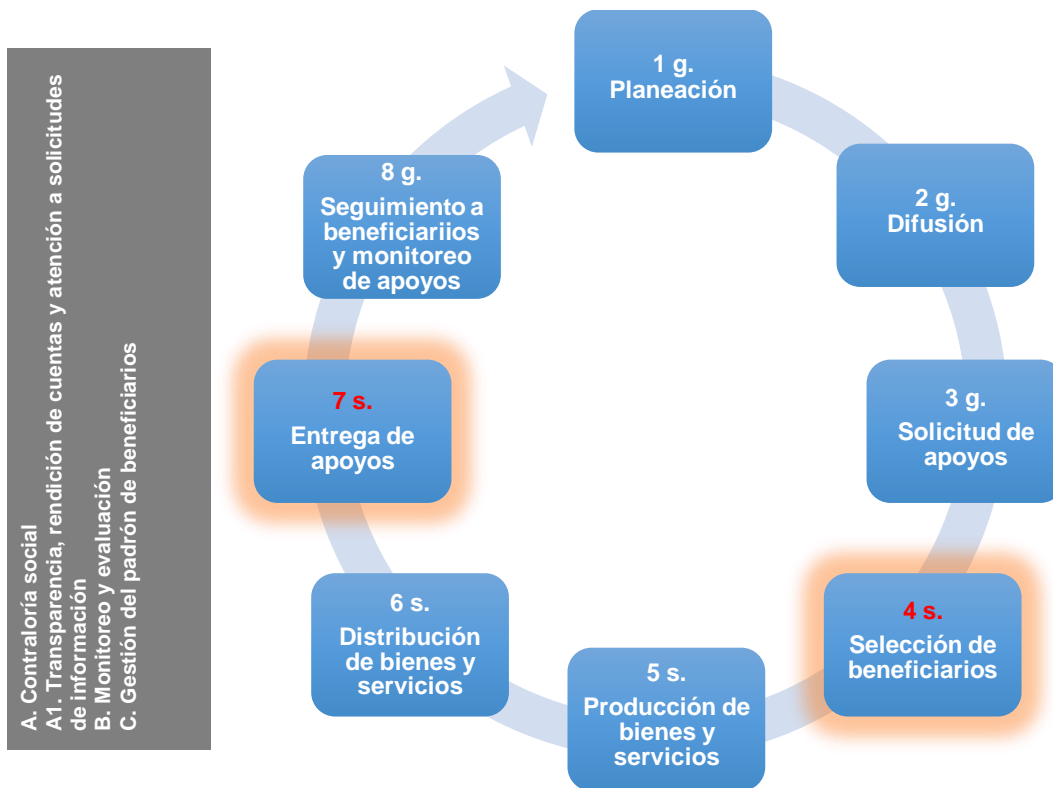 A. Contraloría social
A1. Transparencia, rendición de cuentas y atención a solicitudes
de información
B. Monitoreo y evaluación
C. Gestión del padrón de beneficiarios
1 g.
Planeación
2 g.
Difusión
3 g.
Solicitud de
apoyos
4 s.
Selección de
beneficiarios
5 s.
Producción de
bienes y
servicios
6 s.
Distribución
de bienes y
servicios
7 s.
Entrega de
apoyos
8 g.
Seguimiento a
beneficiariios
y monitoreo
de apoyos